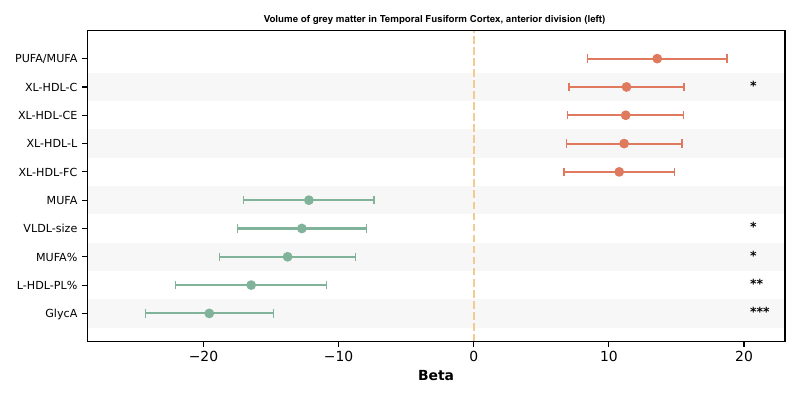 Volume of grey matter in Temporal Fusiform Cortex, anterior division (left)
PUFA/MUFA
XL-HDL-C *
XL-HDL-CE
XL-HDL-L
XL-HDL-FC
MUFA
VLDL-size *
MUFA% *
L-HDL-PL% **
GlycA ***
−20 −10 0 10 20
Beta